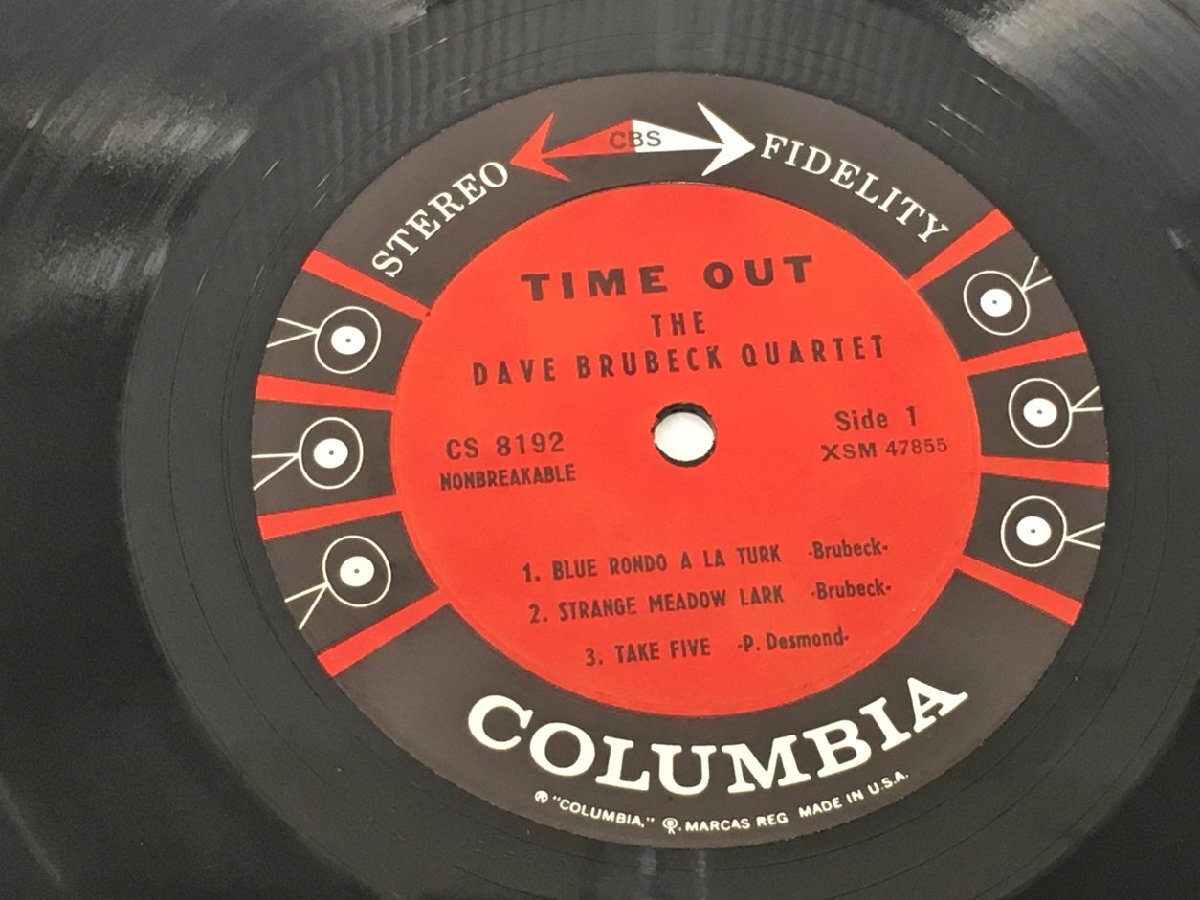 CBS
STEREO FIDELITY
TIME OUT
THE
DAVE BRUBECK QUARTET
CS 8192
NONBREAKABLE
Side 1
XSM 47855
1. BLUE RONDO A LA TURK -Brubeck-
2. STRANGE MEADOW LARK -Brubeck-
3. TAKE FIVE -P. Desmond-
COLUMBIA
® "COLUMBIA," MARCAS REG MADE IN U.S.A.